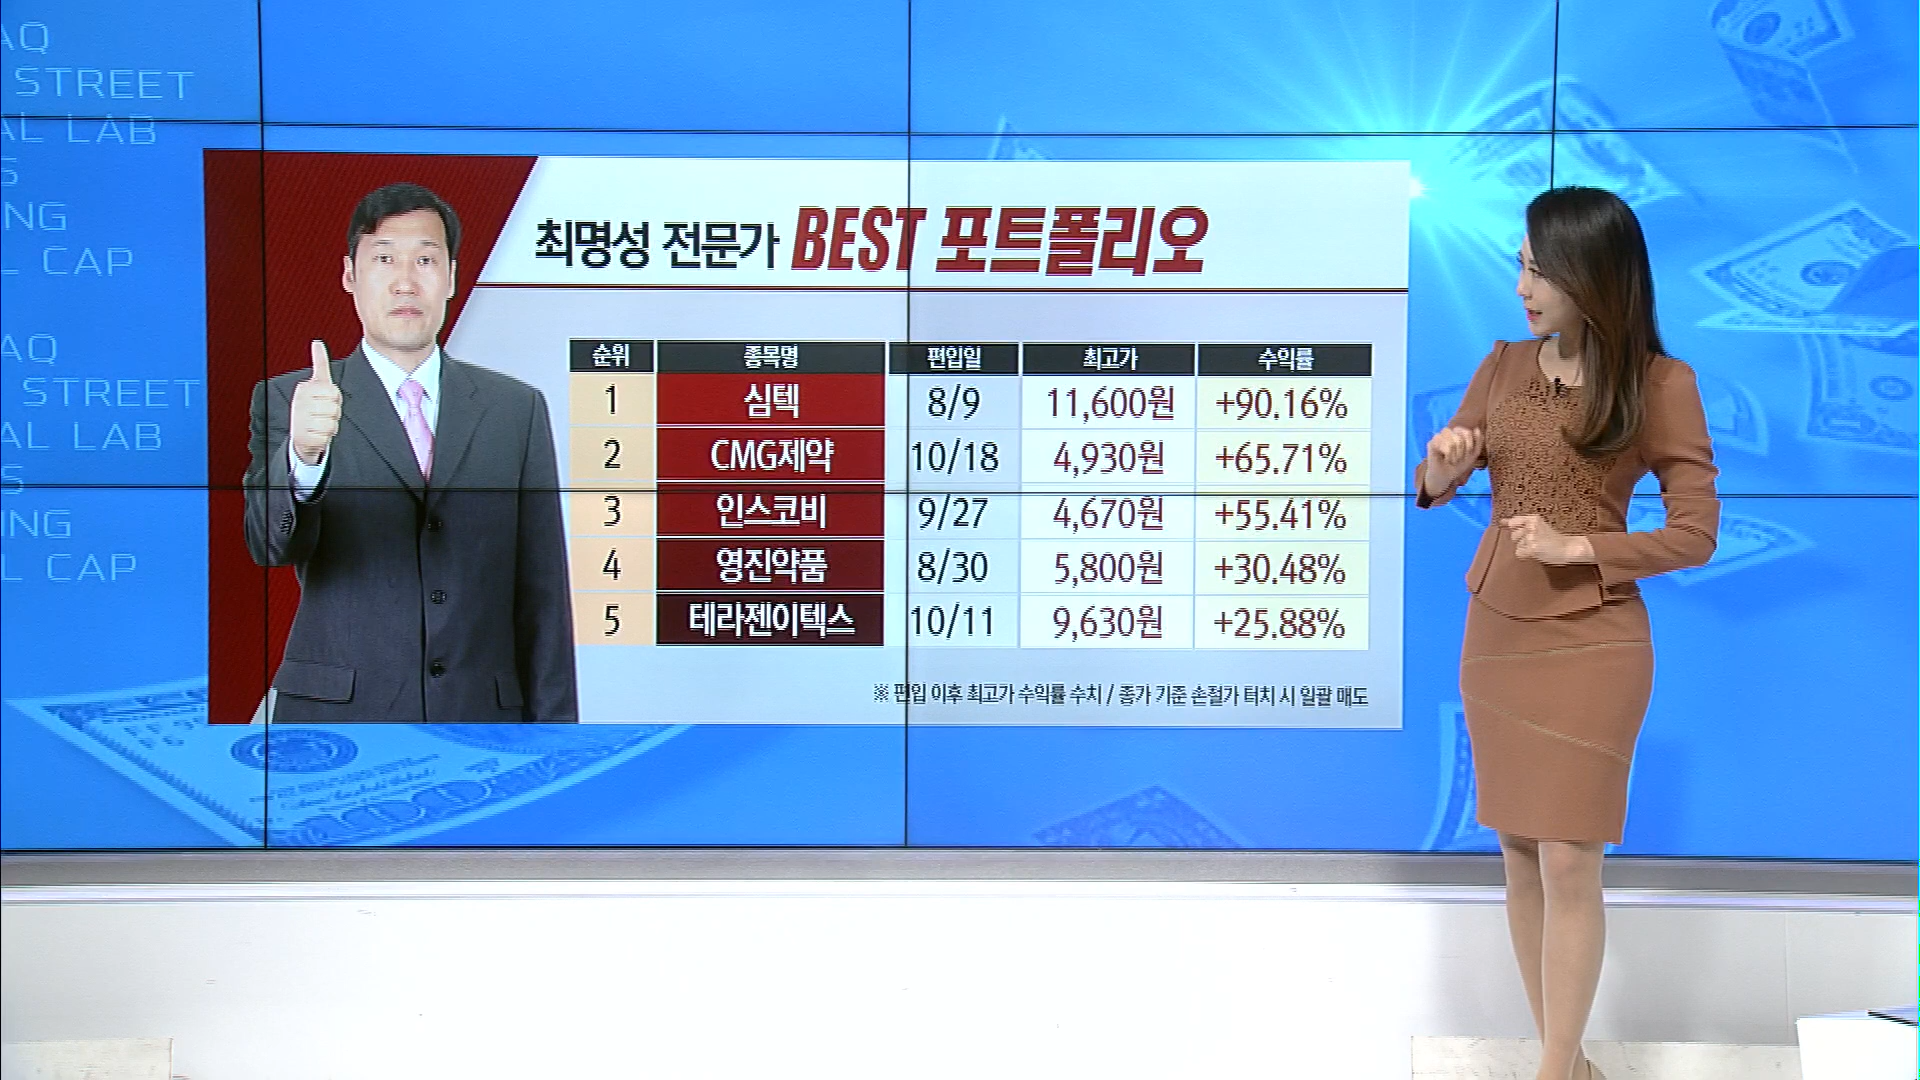 AQ
STREET
AL LAB
S
NG
L CAP
AQ
STREET
AL LAB
S
ING
L CAP
최명성 전문가 BEST 포트폴리오
순위 종목명 편입일 최고가 수익률
1 심텍 8/9 11,600원 +90.16%
2 CMG제약 10/18 4,930원 +65.71%
3 인스코비 9/27 4,670원 +55.41%
4 영진약품 8/30 5,800원 +30.48%
5 테라젠이텍스 10/11 9,630원 +25.88%
※ 편입 이후 최고가 수익률 수치 / 종가 기준 손절가 터치 시 일괄 매도
100